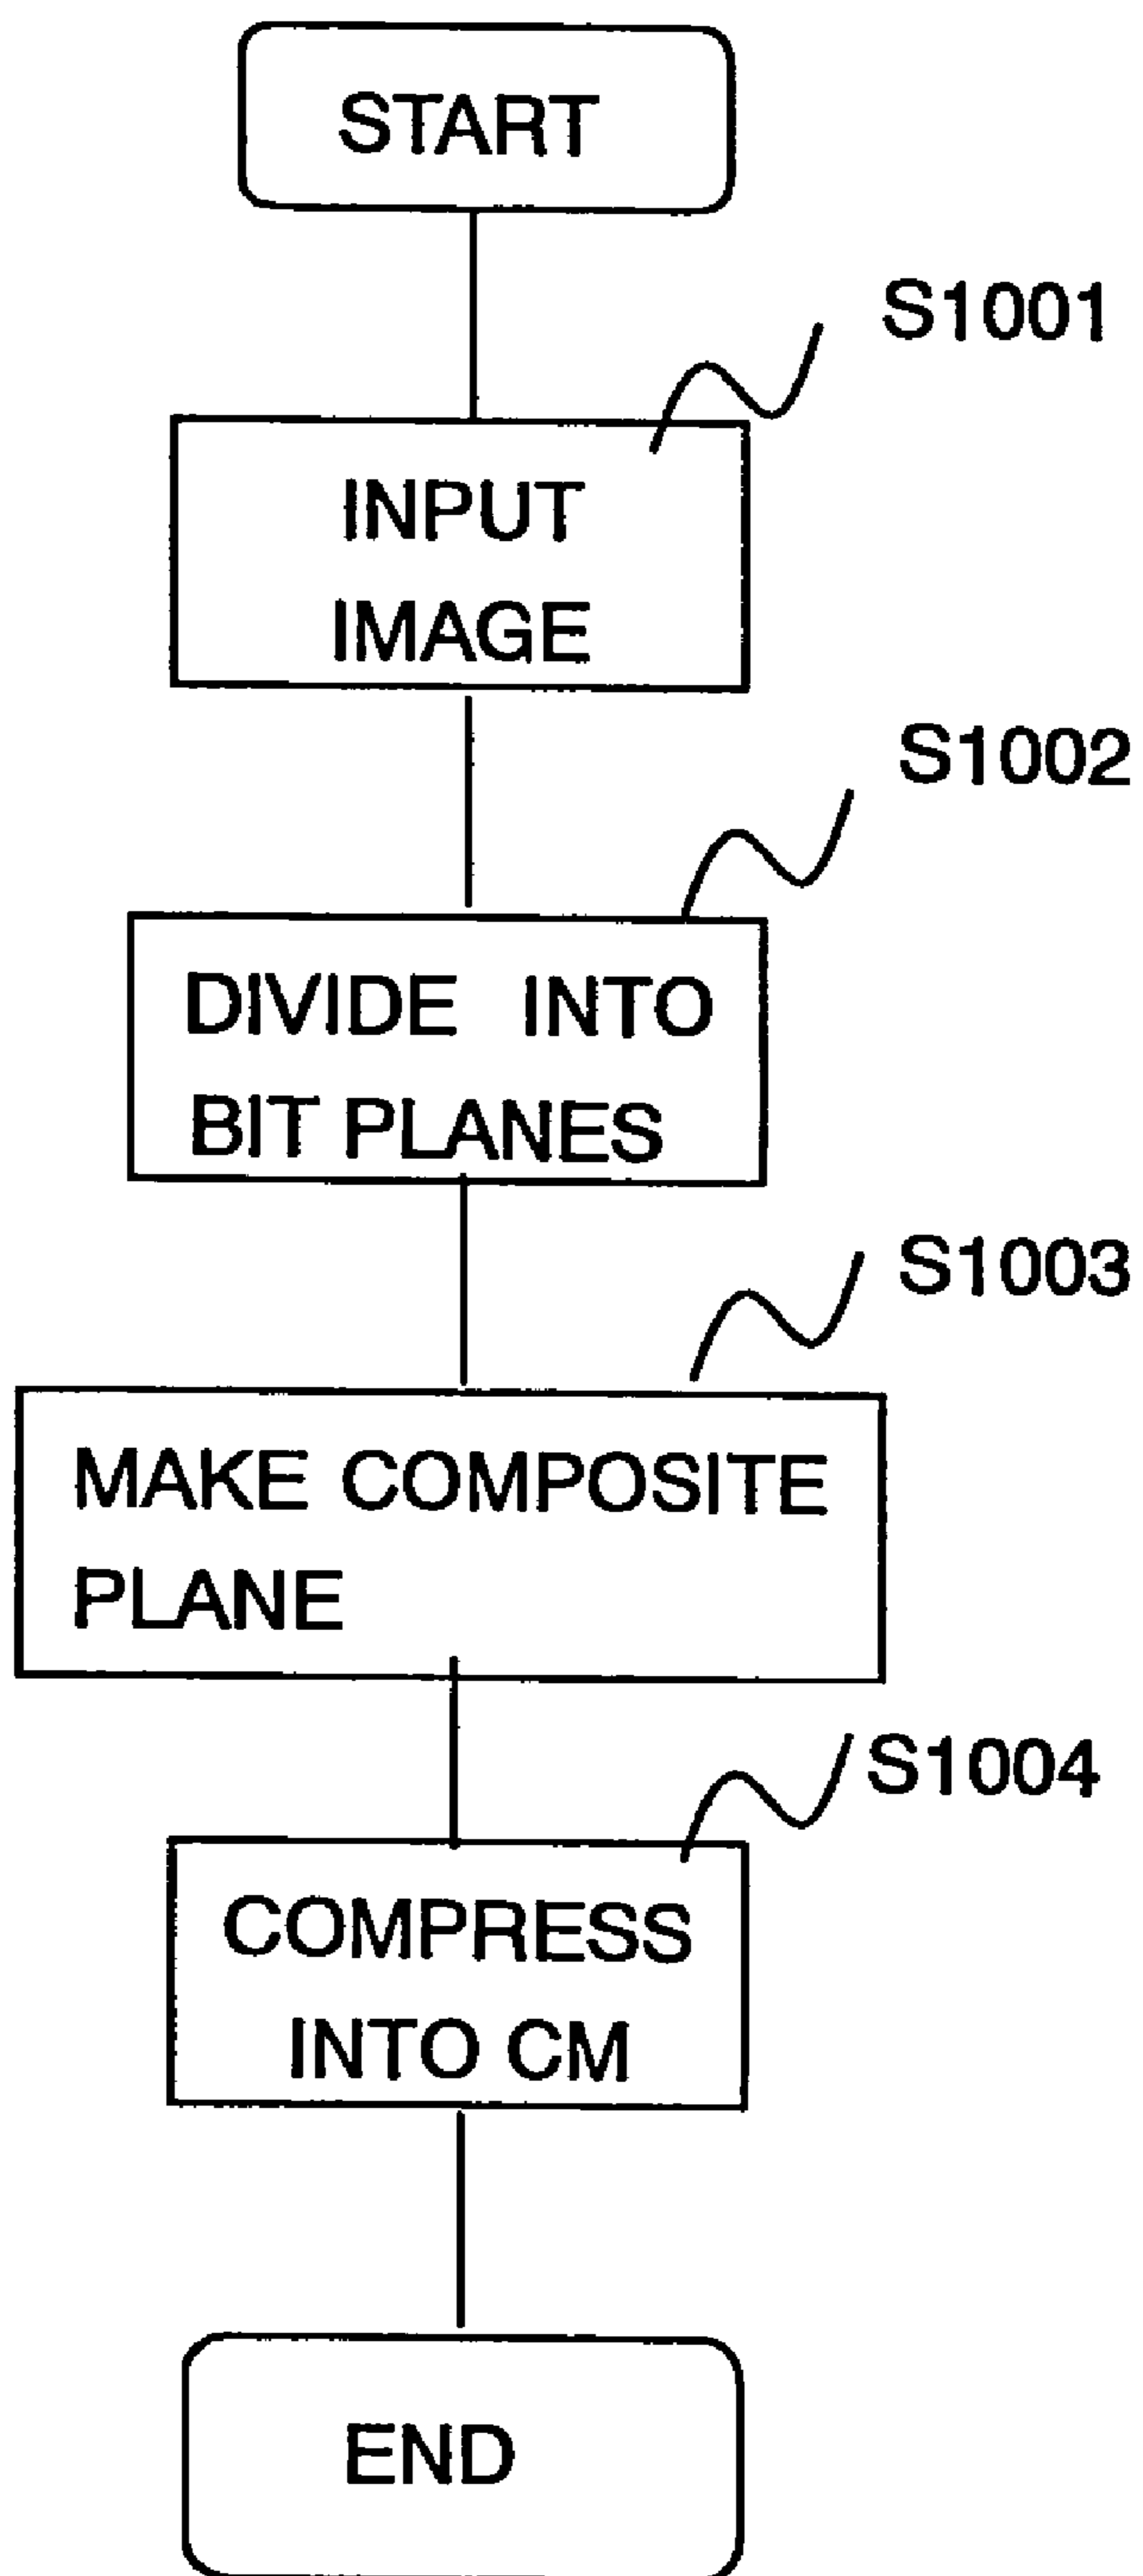 START
S1001
INPUT
IMAGE
S1002
DIVIDE INTO
BIT PLANES
S1003
MAKE COMPOSITE
PLANE
S1004
COMPRESS
INTO CM
END